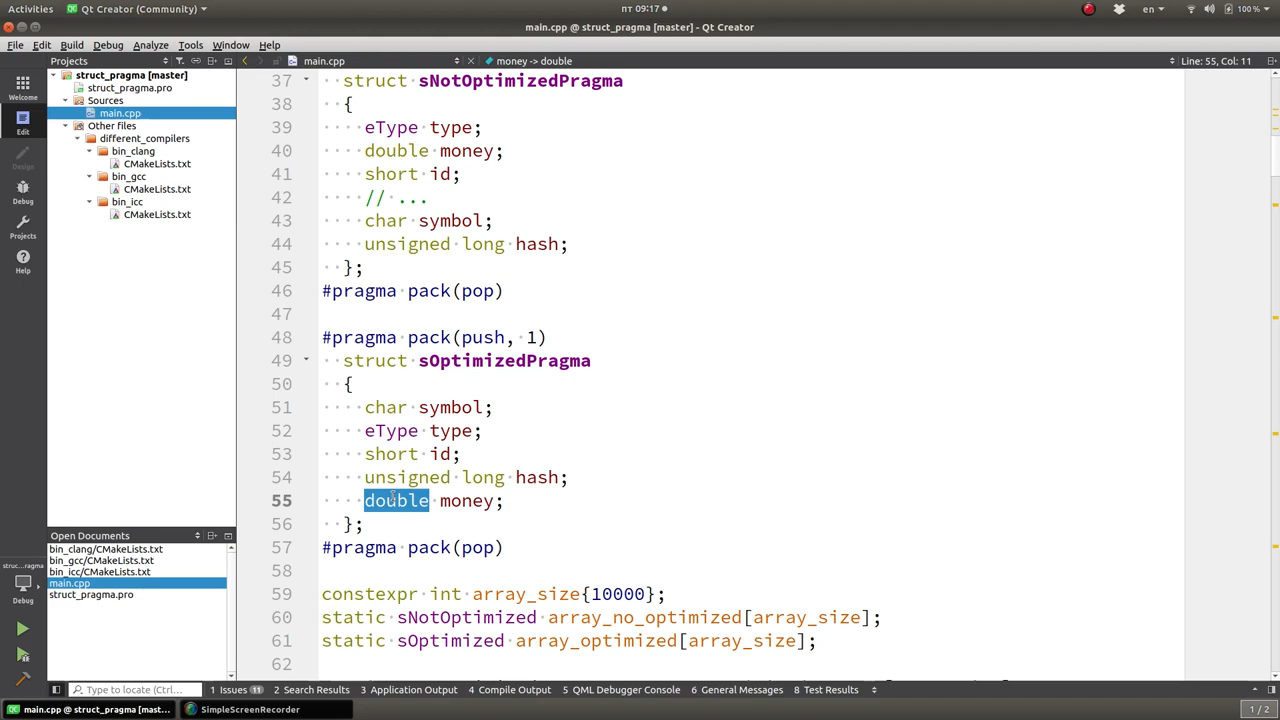 Activities
Qt Creator (Community)
пт 09:17
en
100 %
main.cpp @ struct_pragma [master] - Qt Creator
File Edit Build Debug Analyze Tools Window Help
Projects
main.cpp
money -> double
Line: 55, Col: 11
Welcome
Edit
Design
Debug
Projects
Help
struct_pragma [master]
struct_pragma.pro
Sources
main.cpp
Other files
different_compilers
bin_clang
CMakeLists.txt
bin_gcc
CMakeLists.txt
bin_icc
CMakeLists.txt
37 struct sNotOptimizedPragma
38 {
39 eType type;
40 double money;
41 short id;
42 // ...
43 char symbol;
44 unsigned long hash;
45 };
46 #pragma pack(pop)
47
48 #pragma pack(push, 1)
49 struct sOptimizedPragma
50 {
51 char symbol;
52 eType type;
53 short id;
54 unsigned long hash;
55 double money;
56 };
57 #pragma pack(pop)
58
59 constexpr int array_size{10000};
60 static sNotOptimized array_no_optimized[array_size];
61 static sOptimized array_optimized[array_size];
62
Open Documents
bin_clang/CMakeLists.txt
bin_gcc/CMakeLists.txt
bin_icc/CMakeLists.txt
main.cpp
struct_pragma.pro
struc...ragma
Debug
Type to locate (Ctrl...
1 Issues 11
2 Search Results
3 Application Output
4 Compile Output
5 QML Debugger Console
6 General Messages
8 Test Results
main.cpp @ struct_pragma [mast...
SimpleScreenRecorder
1 / 2